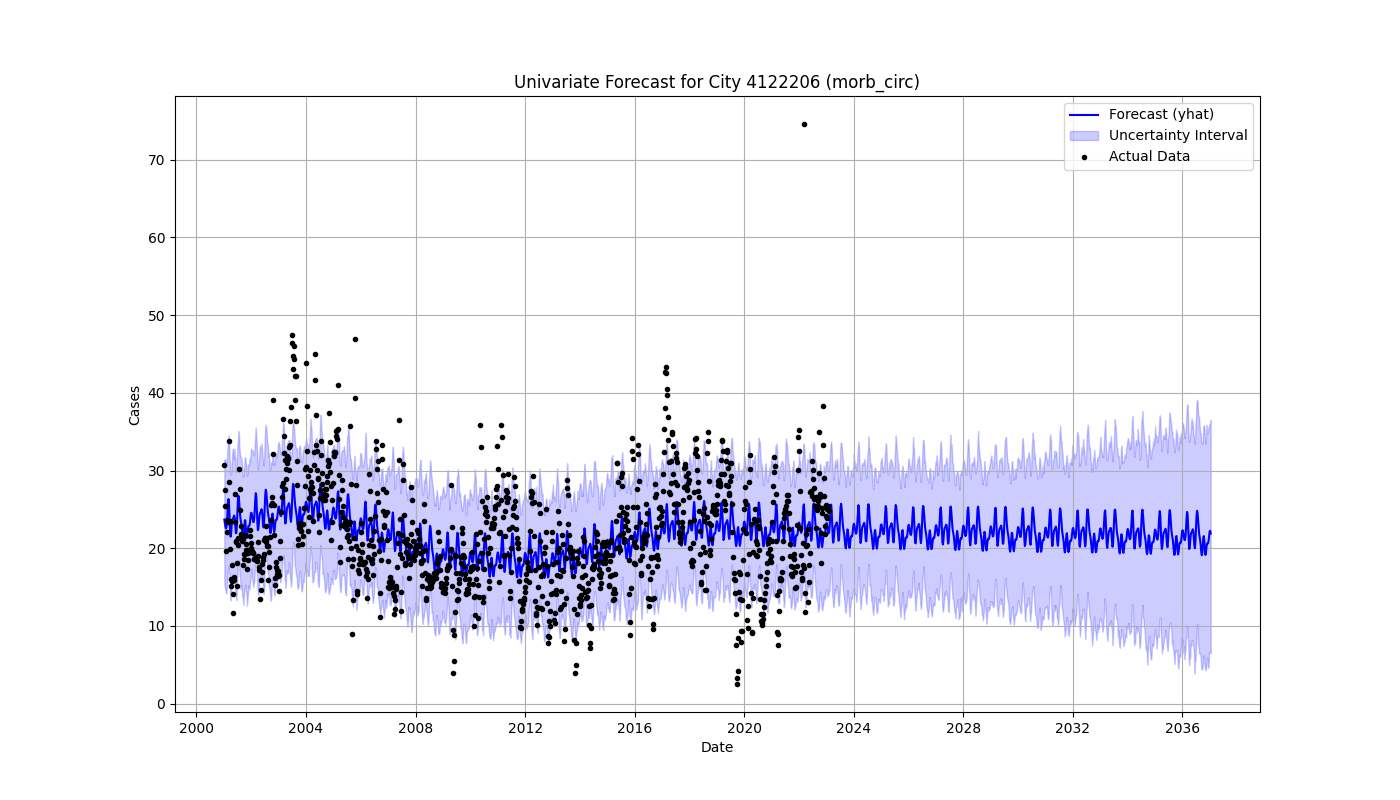 Univariate Forecast for City 4122206 (morb_circ)
Forecast (yhat)
Uncertainty Interval
Actual Data
70
60
50
40
30
20
10
0
Cases
2000 2004 2008 2012 2016 2020 2024 2028 2032 2036
Date